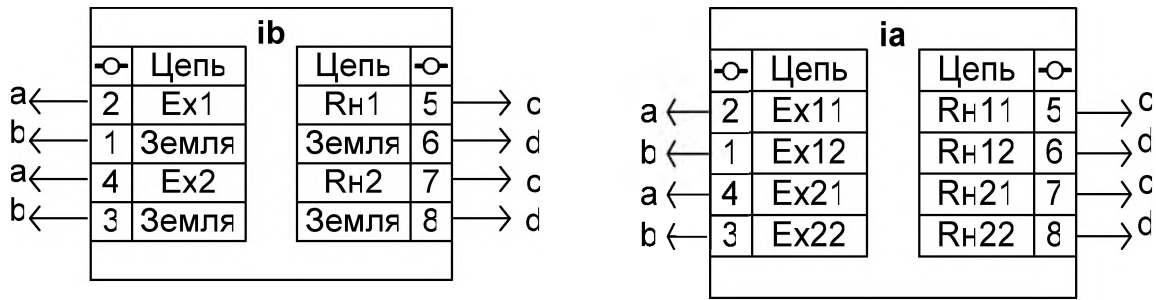 ib
Цепь Цепь
a 2 Ex1 Rн1 5 c
b 1 Земля Земля 6 d
a 4 Ex2 Rн2 7 c
b 3 Земля Земля 8 d
ia
Цепь Цепь
a 2 Ex11 Rн11 5 c
b 1 Ex12 Rн12 6 d
a 4 Ex21 Rн21 7 c
b 3 Ex22 Rн22 8 d